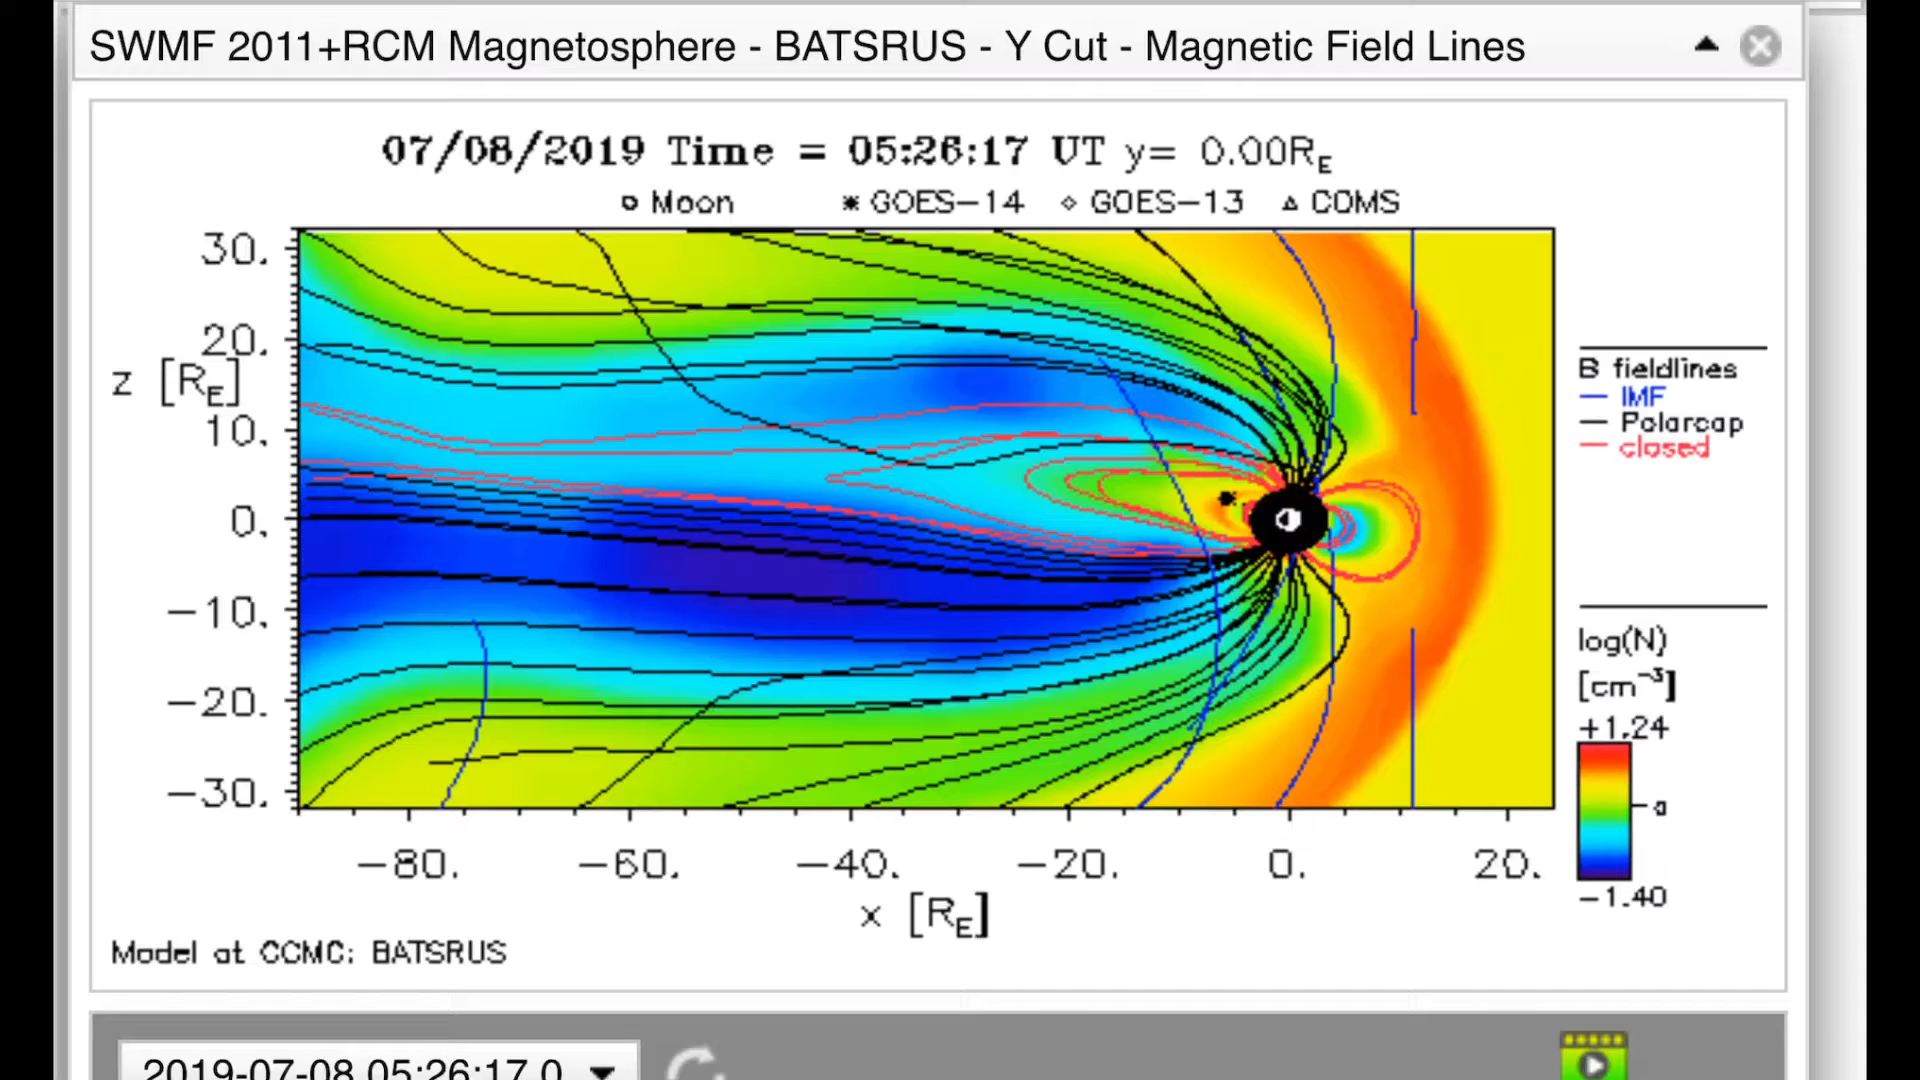 SWMF 2011+RCM Magnetosphere - BATSRUS - Y Cut - Magnetic Field Lines
07/08/2019 Time = 05:26:17 UT y= 0.00RE
Moon GOES-14 GOES-13 COMS
30.
20.
z [RE]
10.
0.
-10.
-20.
-30.
-80. -60. -40. -20. 0. 20.
x [RE]
B fieldlines
IMF
Polarcap
closed
log(N)
[cm-3]
+1.24
-1.40
Model at CCMC: BATSRUS
2019-07-08 05:26:17.0